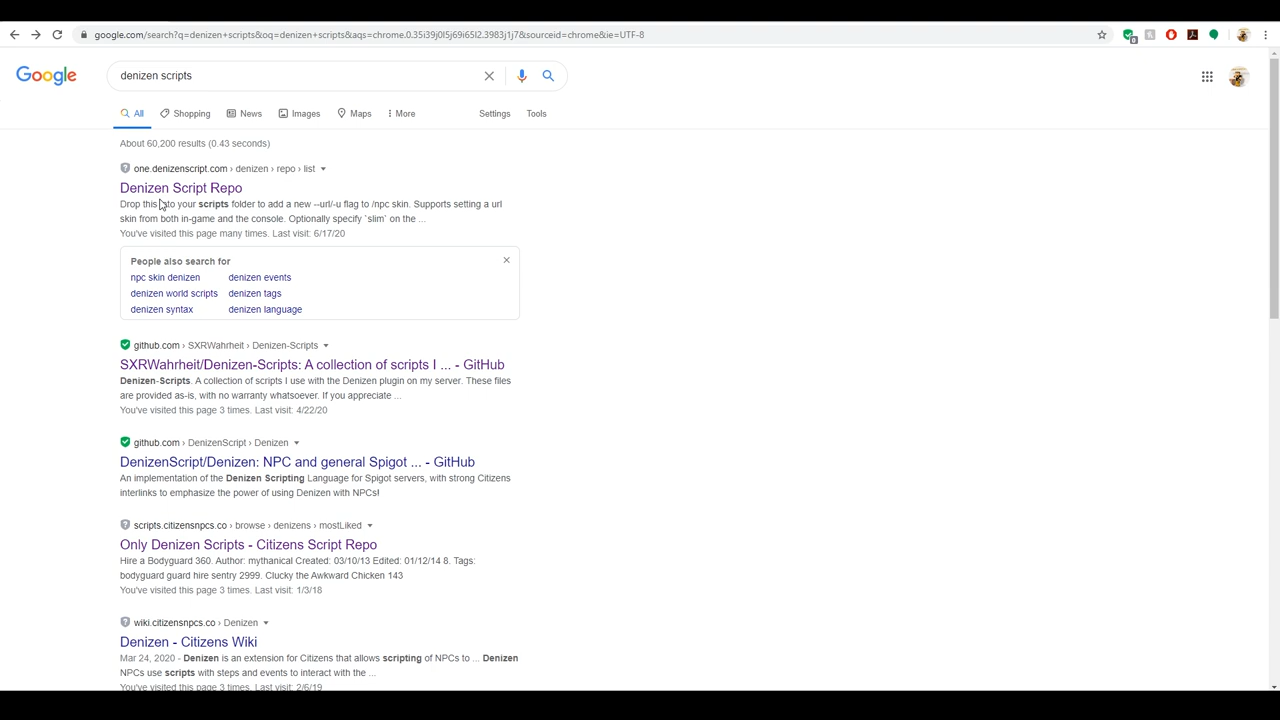 google.com/search?q=denizen+scripts&oq=denizen+scripts&aqs=chrome.0.35i39j0l5j69i65l2.3983j1j7&sourceid=chrome&ie=UTF-8
Google
denizen scripts
All Shopping News Images Maps More Settings Tools
About 60,200 results (0.43 seconds)
one.denizenscript.com › denizen › repo › list
Denizen Script Repo
Drop this into your scripts folder to add a new --url/-u flag to /npc skin. Supports setting a url
skin from both in-game and the console. Optionally specify `slim` on the ...
You've visited this page many times. Last visit: 6/17/20
People also search for
npc skin denizen denizen events
denizen world scripts denizen tags
denizen syntax denizen language
github.com › SXRWahrheit › Denizen-Scripts
SXRWahrheit/Denizen-Scripts: A collection of scripts I ... - GitHub
Denizen-Scripts. A collection of scripts I use with the Denizen plugin on my server. These files
are provided as-is, with no warranty whatsoever. If you appreciate ...
You've visited this page 3 times. Last visit: 4/22/20
github.com › DenizenScript › Denizen
DenizenScript/Denizen: NPC and general Spigot ... - GitHub
An implementation of the Denizen Scripting Language for Spigot servers, with strong Citizens
interlinks to emphasize the power of using Denizen with NPCs!
scripts.citizensnpcs.co › browse › denizens › mostLiked
Only Denizen Scripts - Citizens Script Repo
Hire a Bodyguard 360. Author: mythanical Created: 03/10/13 Edited: 01/12/14 8. Tags:
bodyguard guard hire sentry 2999. Clucky the Awkward Chicken 143
You've visited this page 3 times. Last visit: 1/3/18
wiki.citizensnpcs.co › Denizen
Denizen - Citizens Wiki
Mar 24, 2020 - Denizen is an extension for Citizens that allows scripting of NPCs to ... Denizen
NPCs use scripts with steps and events to interact with the ...
You've visited this page 3 times. Last visit: 2/6/19